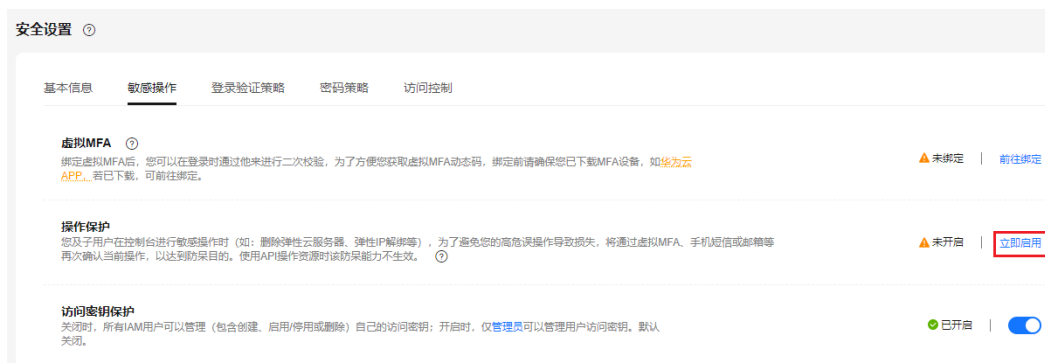 安全设置
基本信息 敏感操作 登录验证策略 密码策略 访问控制
虚拟MFA
绑定虚拟MFA后，您可以在登录时通过他来进行二次校验，为了方便您获取虚拟MFA动态码，绑定前请确保您已下载MFA设备，如华为云
APP，若已下载，可前往绑定。
未绑定 | 前往绑定
操作保护
您及子用户在控制台进行敏感操作时（如：删除弹性云服务器、弹性IP解绑等），为了避免您的高危误操作导致损失，将通过虚拟MFA、手机短信或邮箱等
再次确认当前操作，以达到防呆目的。使用API操作资源时该防呆能力不生效。
未开启 | 立即启用
访问密钥保护
关闭时，所有IAM用户可以管理（包含创建、启用/停用或删除）自己的访问密钥；开启时，仅管理员可以管理用户访问密钥。默认
关闭。
已开启 |